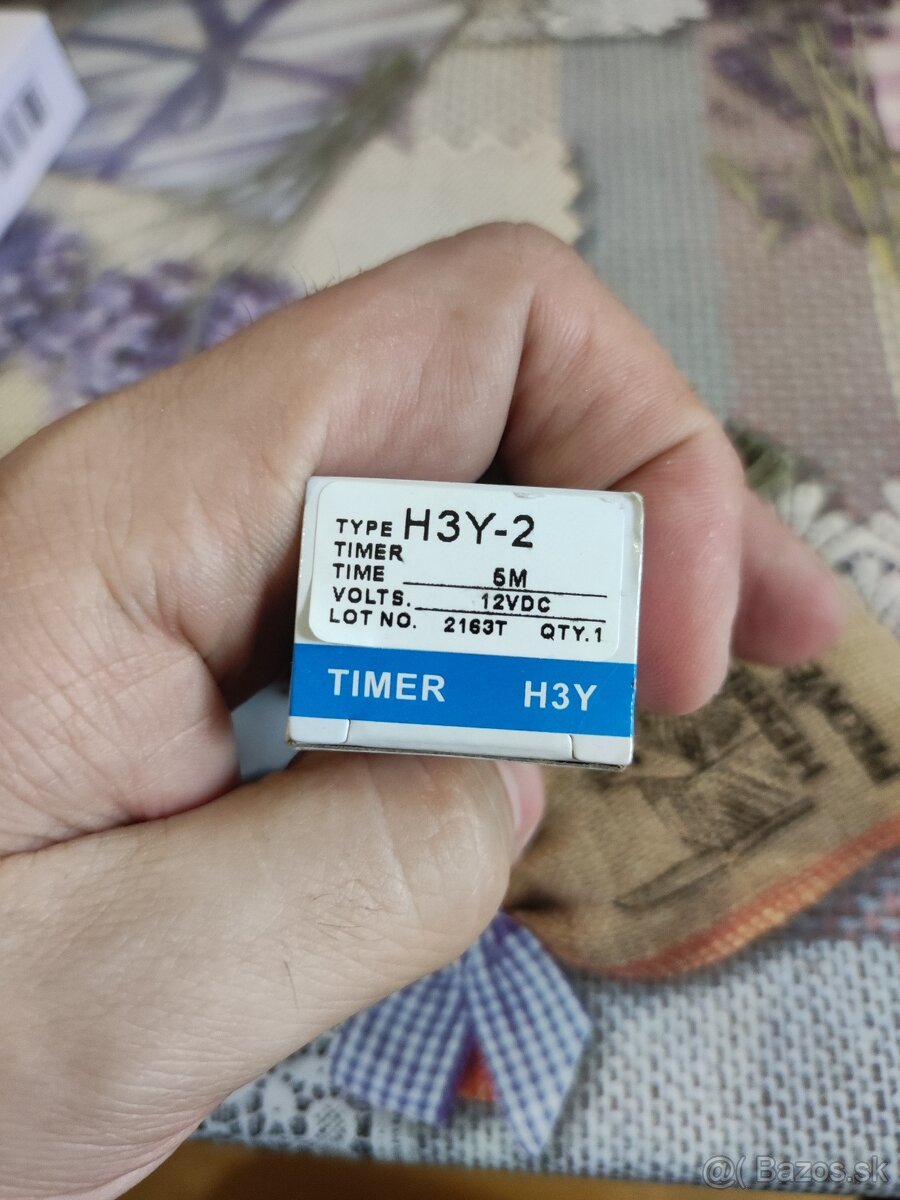 TYPE H3Y-2
TIMER
TIME 5M
VOLTS. 12VDC
LOT NO. 2163T QTY.1
TIMER H3Y
@( Bazos.sk